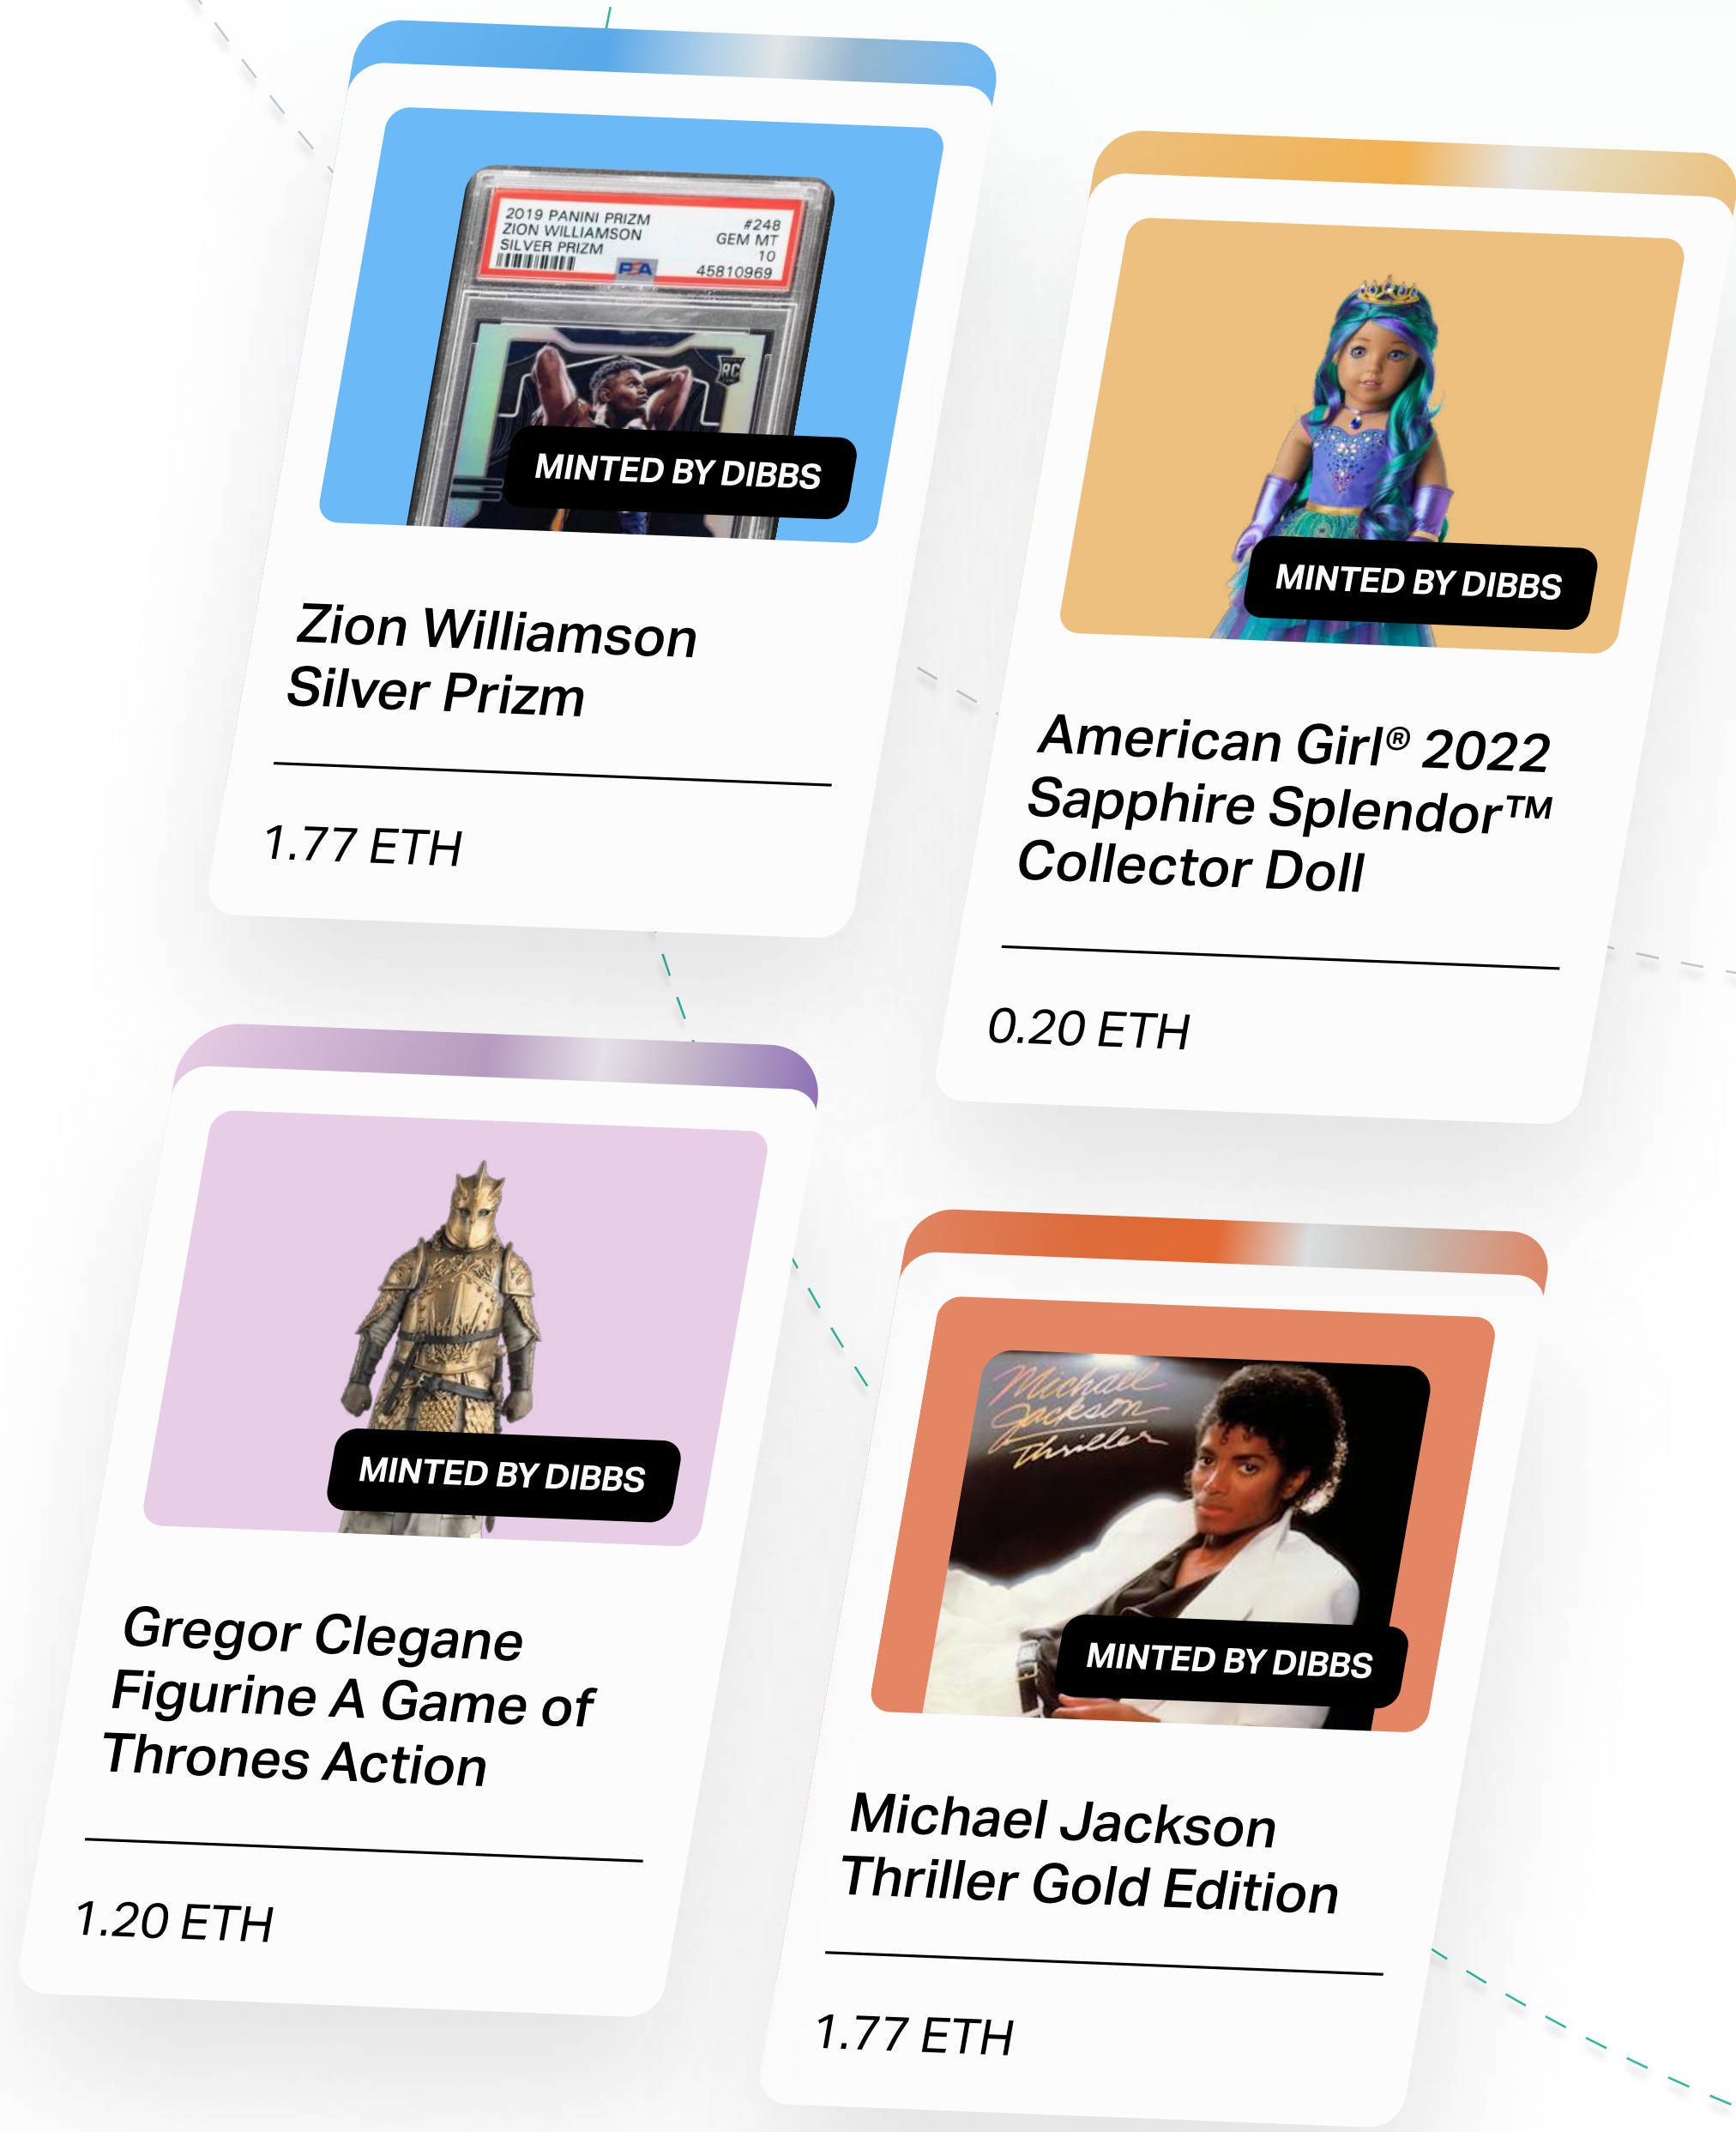 2019 PANINI PRIZM #248
ZION WILLIAMSON GEM MT
SILVER PRIZM 10
PSA 45810969
RC
MINTED BY DIBBS
Zion Williamson
Silver Prizm
1.77 ETH
MINTED BY DIBBS
American Girl® 2022
Sapphire Splendor™
Collector Doll
0.20 ETH
MINTED BY DIBBS
Gregor Clegane
Figurine A Game of
Thrones Action
1.20 ETH
Michael
Jackson
Thriller
MINTED BY DIBBS
Michael Jackson
Thriller Gold Edition
1.77 ETH